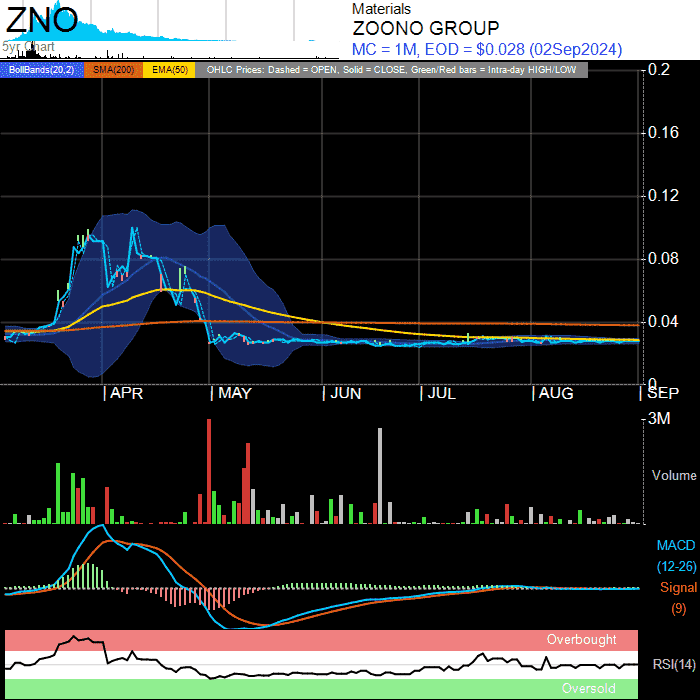 ZNO
5yr Chart
Materials
ZOONO GROUP
MC = 1M, EOD = $0.028 (02Sep2024)
BollBands(20,2) SMA(200) EMA(50) OHLC Prices: Dashed = OPEN, Solid = CLOSE, Green/Red bars = Intra-day HIGH/LOW
0.2
0.16
0.12
0.08
0.04
0
APR MAY JUN JUL AUG SEP
3M
Volume
MACD
(12-26)
Signal
(9)
Overbought
RSI(14)
Oversold